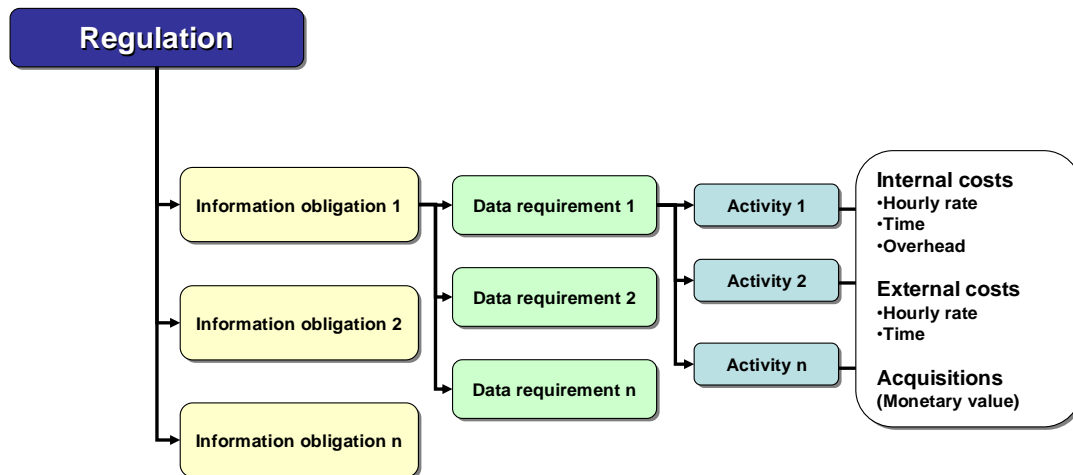 Regulation
Information obligation 1
Information obligation 2
Information obligation n
Data requirement 1
Data requirement 2
Data requirement n
Activity 1
Activity 2
Activity n
Internal costs
•Hourly rate
•Time
•Overhead
External costs
•Hourly rate
•Time
Acquisitions
(Monetary value)